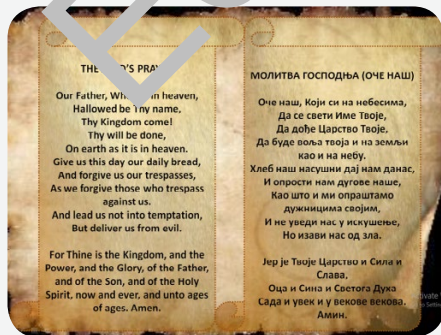 THE LORD'S PRAY
Our Father, Who in heaven,
Hallowed be Thy name.
Thy Kingdom come!
Thy will be done,
On earth as it is in heaven.
Give us this day our daily bread,
And forgive us our trespasses,
As we forgive those who trespass
against us.
And lead us not into temptation,
But deliver us from evil.
For Thine is the Kingdom, and the
Power, and the Glory, of the Father,
and of the Son, and of the Holy
Spirit, now and ever, and unto ages
of ages. Amen.
МОЛИТВА ГОСПОДЊА (ОЧЕ НАШ)
Оче наш, Који си на небесима,
Да се свети Име Твоје,
Да дође Царство Твоје,
Да буде воља твоја и на земљи
као и на небу.
Хлеб наш насушни дај нам данас,
И опрости нам дугове наше,
Као што и ми опраштамо
дужницима својим,
И не уведи нас у искушење,
Но избави нас од зла.
Јер је Твоје Царство и Сила и
Слава,
Оца и Сина и Светога Духа
Сада и увек и у векове векова.
Амин.